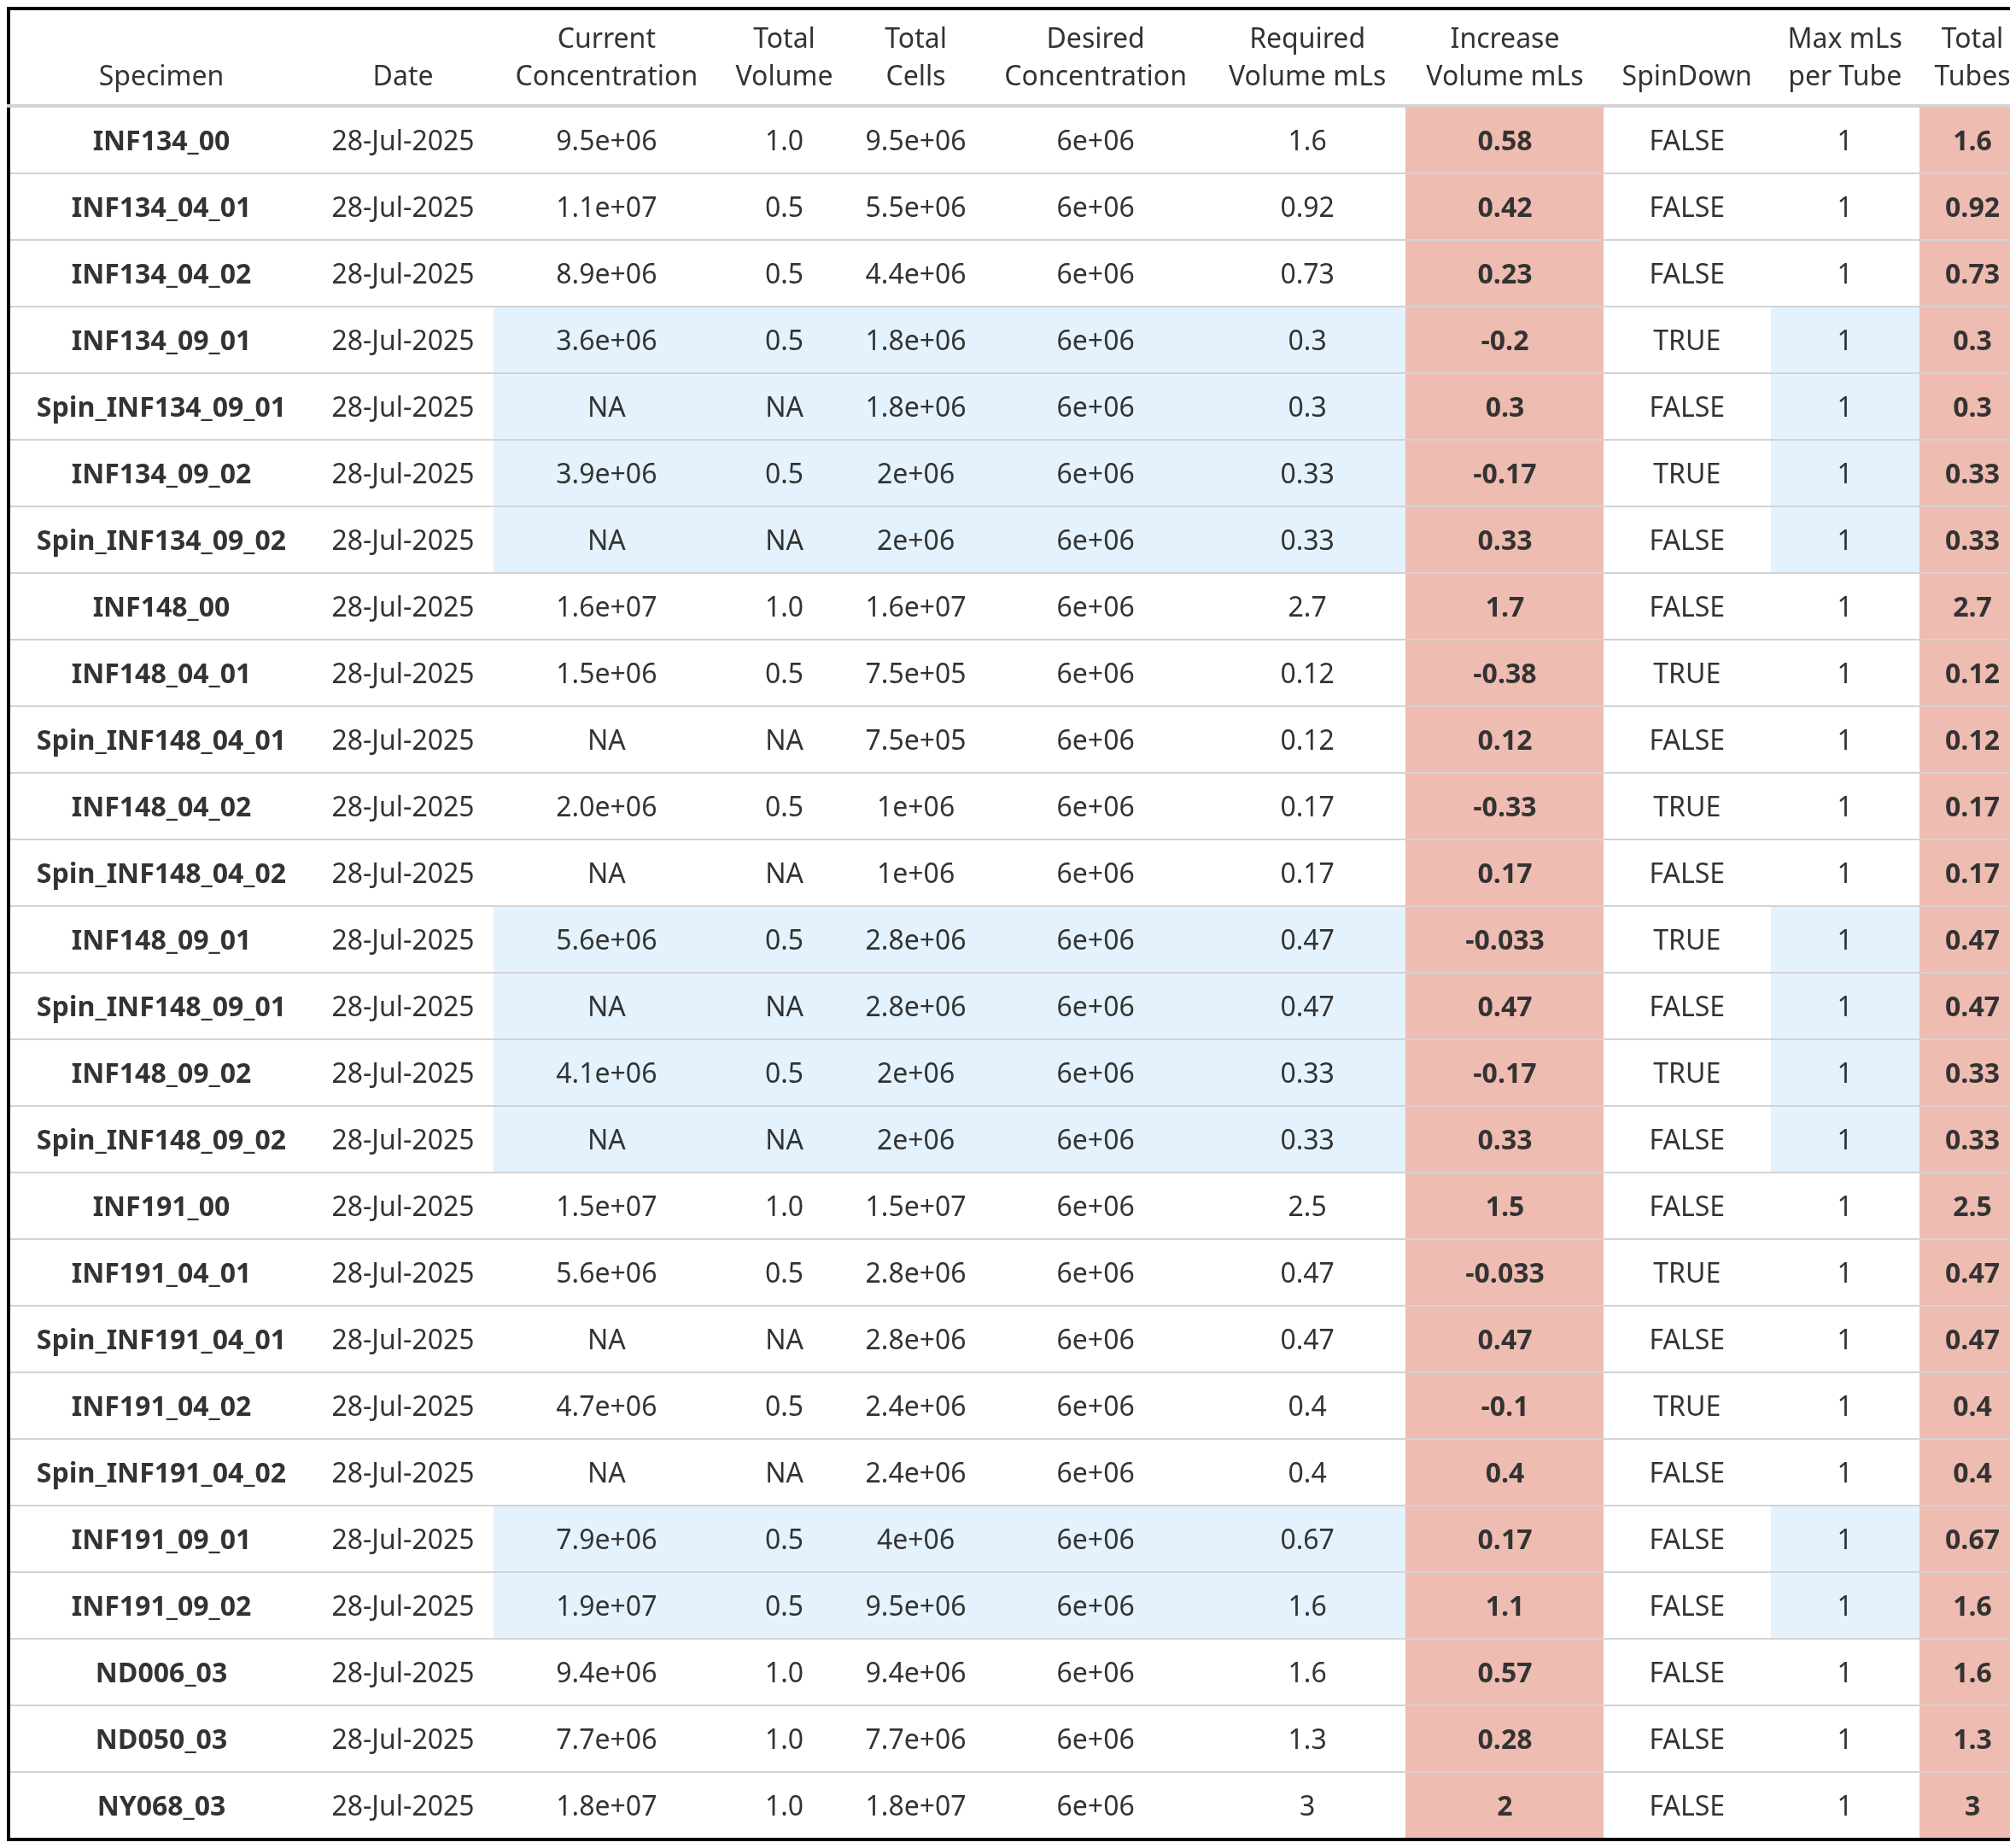 Specimen Date Current Concentration Total Volume Total Cells Desired Concentration Required Volume mLs Increase Volume mLs SpinDown Max mLs per Tube Total Tubes
INF134_00 28-Jul-2025 9.5e+06 1.0 9.5e+06 6e+06 1.6 0.58 FALSE 1 1.6
INF134_04_01 28-Jul-2025 1.1e+07 0.5 5.5e+06 6e+06 0.92 0.42 FALSE 1 0.92
INF134_04_02 28-Jul-2025 8.9e+06 0.5 4.4e+06 6e+06 0.73 0.23 FALSE 1 0.73
INF134_09_01 28-Jul-2025 3.6e+06 0.5 1.8e+06 6e+06 0.3 -0.2 TRUE 1 0.3
Spin_INF134_09_01 28-Jul-2025 NA NA 1.8e+06 6e+06 0.3 0.3 FALSE 1 0.3
INF134_09_02 28-Jul-2025 3.9e+06 0.5 2e+06 6e+06 0.33 -0.17 TRUE 1 0.33
Spin_INF134_09_02 28-Jul-2025 NA NA 2e+06 6e+06 0.33 0.33 FALSE 1 0.33
INF148_00 28-Jul-2025 1.6e+07 1.0 1.6e+07 6e+06 2.7 1.7 FALSE 1 2.7
INF148_04_01 28-Jul-2025 1.5e+06 0.5 7.5e+05 6e+06 0.12 -0.38 TRUE 1 0.12
Spin_INF148_04_01 28-Jul-2025 NA NA 7.5e+05 6e+06 0.12 0.12 FALSE 1 0.12
INF148_04_02 28-Jul-2025 2.0e+06 0.5 1e+06 6e+06 0.17 -0.33 TRUE 1 0.17
Spin_INF148_04_02 28-Jul-2025 NA NA 1e+06 6e+06 0.17 0.17 FALSE 1 0.17
INF148_09_01 28-Jul-2025 5.6e+06 0.5 2.8e+06 6e+06 0.47 -0.033 TRUE 1 0.47
Spin_INF148_09_01 28-Jul-2025 NA NA 2.8e+06 6e+06 0.47 0.47 FALSE 1 0.47
INF148_09_02 28-Jul-2025 4.1e+06 0.5 2e+06 6e+06 0.33 -0.17 TRUE 1 0.33
Spin_INF148_09_02 28-Jul-2025 NA NA 2e+06 6e+06 0.33 0.33 FALSE 1 0.33
INF191_00 28-Jul-2025 1.5e+07 1.0 1.5e+07 6e+06 2.5 1.5 FALSE 1 2.5
INF191_04_01 28-Jul-2025 5.6e+06 0.5 2.8e+06 6e+06 0.47 -0.033 TRUE 1 0.47
Spin_INF191_04_01 28-Jul-2025 NA NA 2.8e+06 6e+06 0.47 0.47 FALSE 1 0.47
INF191_04_02 28-Jul-2025 4.7e+06 0.5 2.4e+06 6e+06 0.4 -0.1 TRUE 1 0.4
Spin_INF191_04_02 28-Jul-2025 NA NA 2.4e+06 6e+06 0.4 0.4 FALSE 1 0.4
INF191_09_01 28-Jul-2025 7.9e+06 0.5 4e+06 6e+06 0.67 0.17 FALSE 1 0.67
INF191_09_02 28-Jul-2025 1.9e+07 0.5 9.5e+06 6e+06 1.6 1.1 FALSE 1 1.6
ND006_03 28-Jul-2025 9.4e+06 1.0 9.4e+06 6e+06 1.6 0.57 FALSE 1 1.6
ND050_03 28-Jul-2025 7.7e+06 1.0 7.7e+06 6e+06 1.3 0.28 FALSE 1 1.3
NY068_03 28-Jul-2025 1.8e+07 1.0 1.8e+07 6e+06 3 2 FALSE 1 3